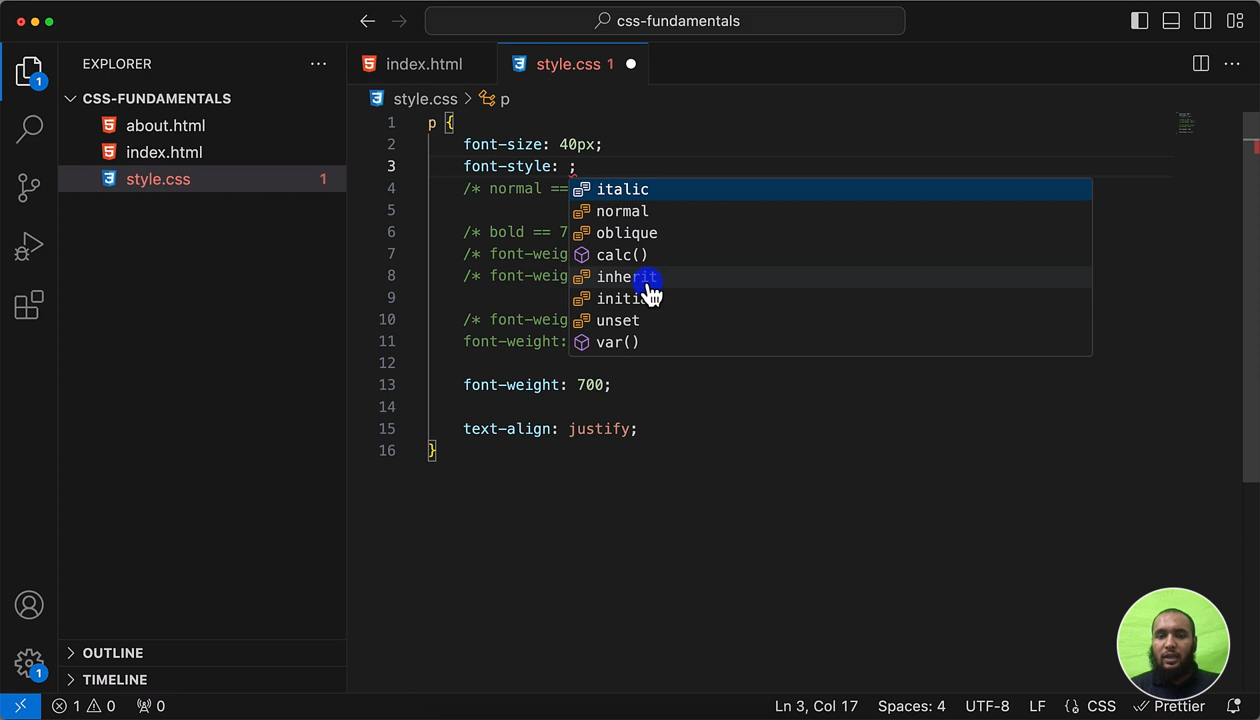 css-fundamentals
EXPLORER
index.html
style.css 1
CSS-FUNDAMENTALS
style.css > p
about.html
index.html
style.css 1
1 p {
2 font-size: 40px;
3 font-style: ;
4 /* normal ==
5
6 /* bold == 7
7 /* font-weig
8 /* font-weig
9
10 /* font-weig
11 font-weight:
12
13 font-weight: 700;
14
15 text-align: justify;
16 }
italic
normal
oblique
calc()
inherit
initial
unset
var()
1
1
OUTLINE
TIMELINE
1 0 0
Ln 3, Col 17 Spaces: 4 UTF-8 LF {} CSS Prettier